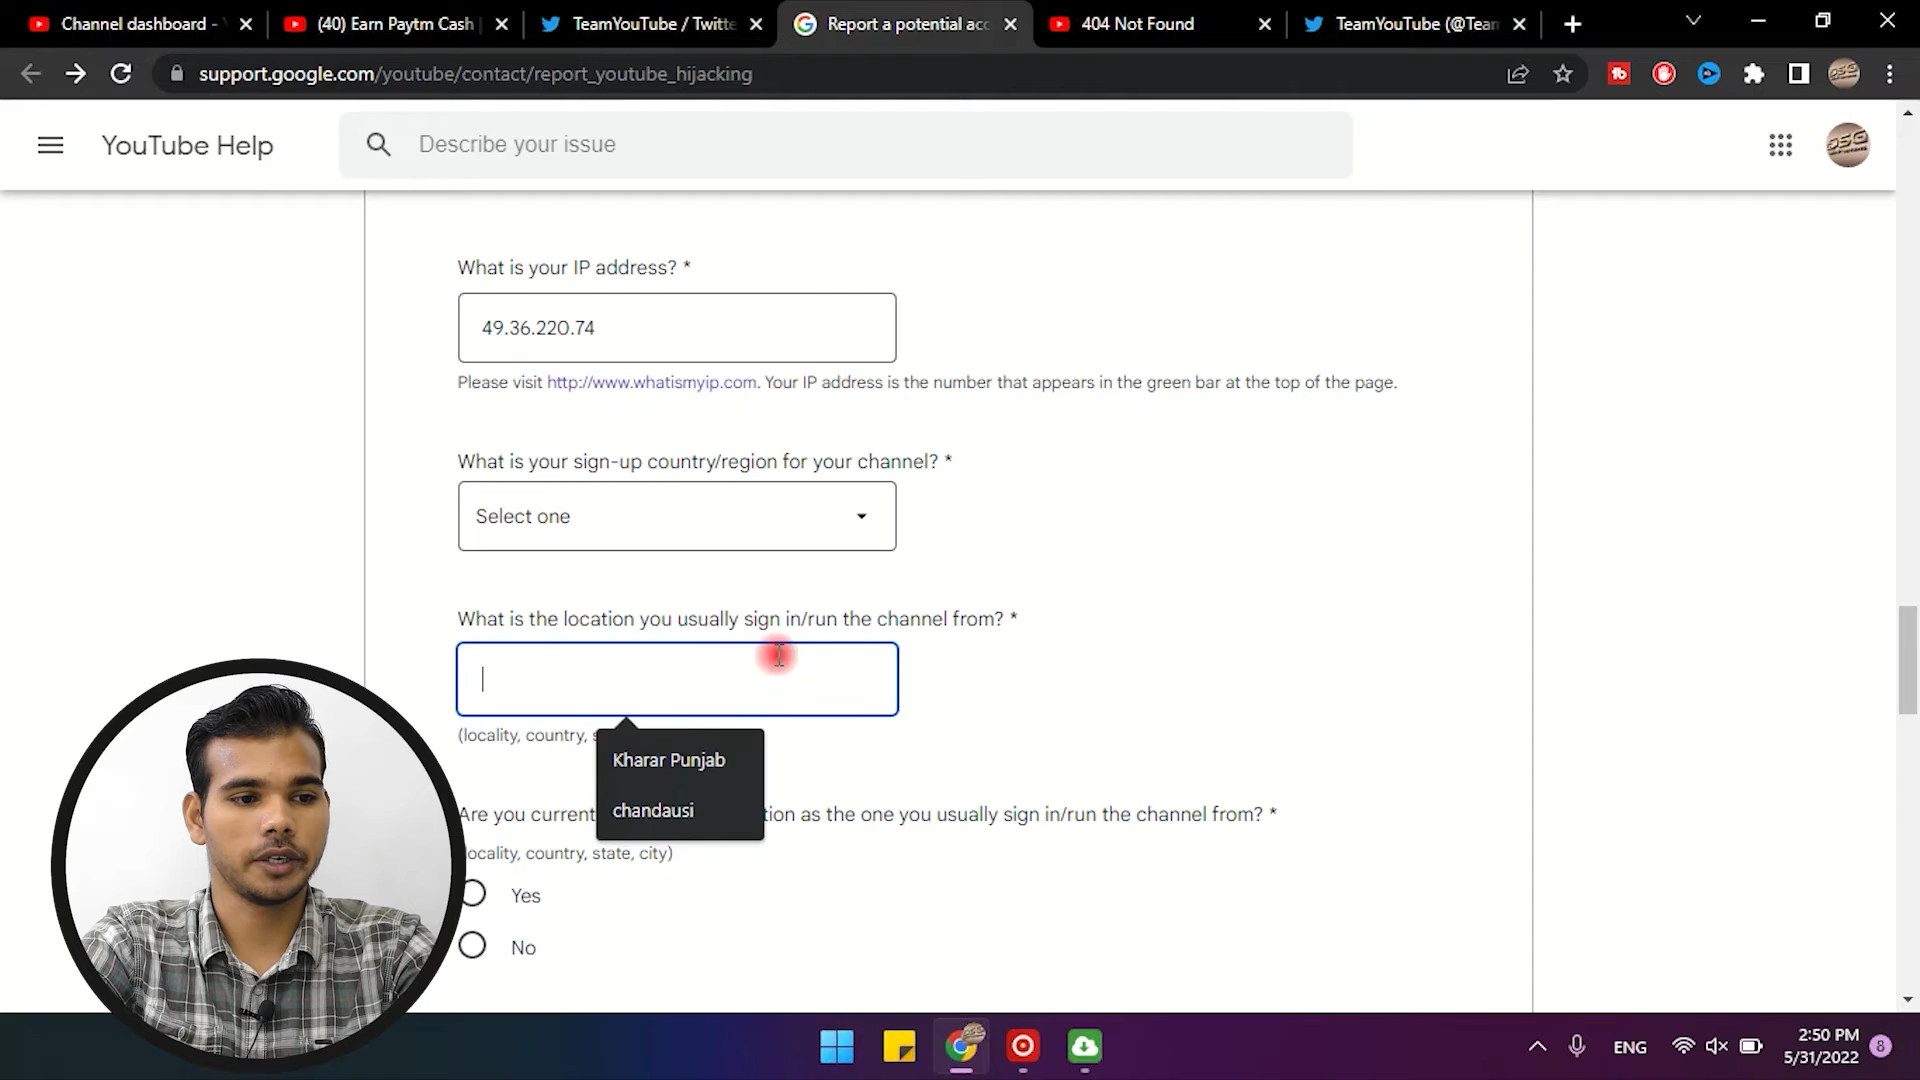 Channel dashboard -
(40) Earn Paytm Cash
TeamYouTube / Twitte
Report a potential acc
404 Not Found
TeamYouTube (@Team
support.google.com/youtube/contact/report_youtube_hijacking
YouTube Help
Describe your issue
DSG
What is your IP address? *
49.36.220.74
Please visit http://www.whatismyip.com. Your IP address is the number that appears in the green bar at the top of the page.
What is your sign-up country/region for your channel? *
Select one
What is the location you usually sign in/run the channel from? *
(locality, country, s
Kharar Punjab
chandausi
Are you current tion as the one you usually sign in/run the channel from? *
locality, country, state, city)
Yes
No
ENG
2:50 PM
5/31/2022
8